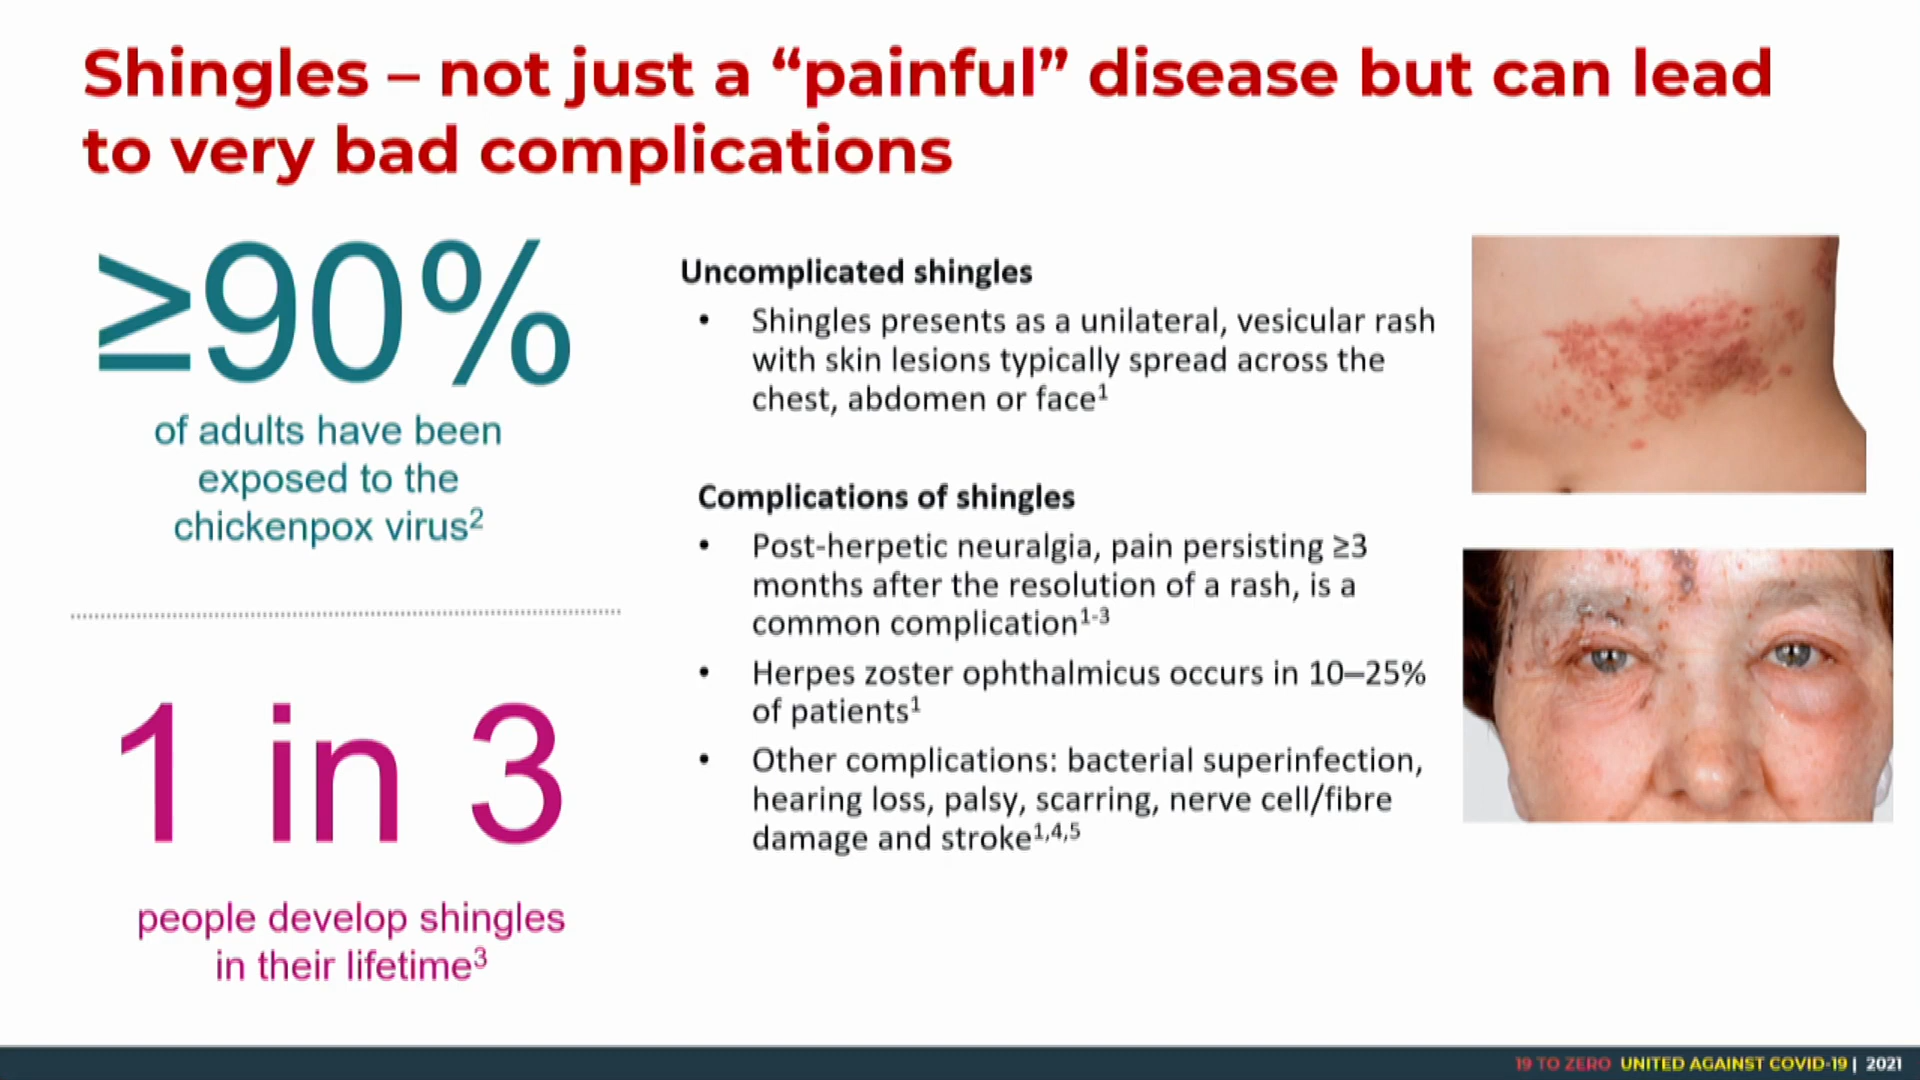 Shingles – not just a “painful” disease but can lead
to very bad complications
≥90%
of adults have been
exposed to the
chickenpox virus²
1 in 3
people develop shingles
in their lifetime³
Uncomplicated shingles
• Shingles presents as a unilateral, vesicular rash
with skin lesions typically spread across the
chest, abdomen or face¹
Complications of shingles
• Post-herpetic neuralgia, pain persisting ≥3
months after the resolution of a rash, is a
common complication¹⁻³
• Herpes zoster ophthalmicus occurs in 10–25%
of patients¹
• Other complications: bacterial superinfection,
hearing loss, palsy, scarring, nerve cell/fibre
damage and stroke¹,⁴,⁵
19 TO ZERO UNITED AGAINST COVID-19 | 2021